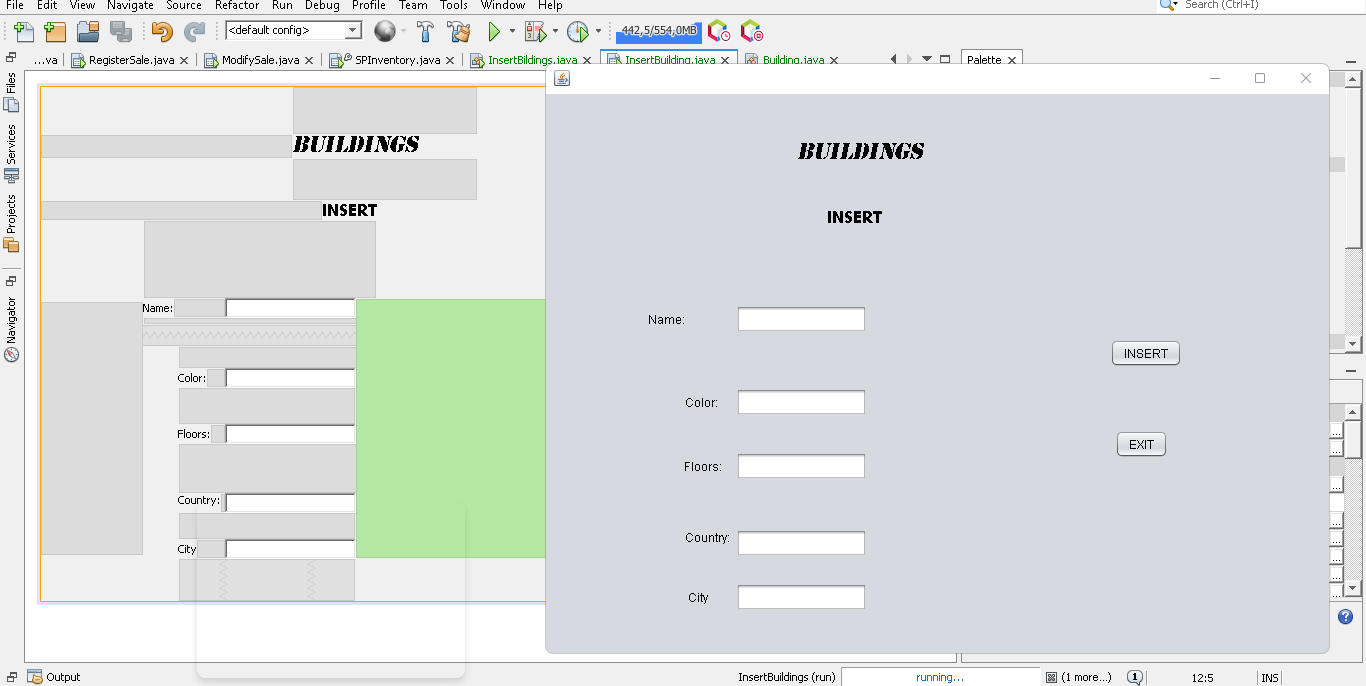 File Edit View Navigate Source Refactor Run Debug Profile Team Tools Window Help
Search (Ctrl+I)
<default config>
442,5/554,0MB
...va RegisterSale.java ModifySale.java SPInventory.java InsertBildings.java InsertBuilding.java Building.java
Palette
Files
Services
Projects
Navigator
BUILDINGS
INSERT
Name:
Color:
Floors:
Country:
City
BUILDINGS
INSERT
Name:
Color:
Floors:
Country:
City
INSERT
EXIT
...
...
...
...
...
...
...
...
Output
InsertBuildings (run)
running...
(1 more...)
1
12:5
INS